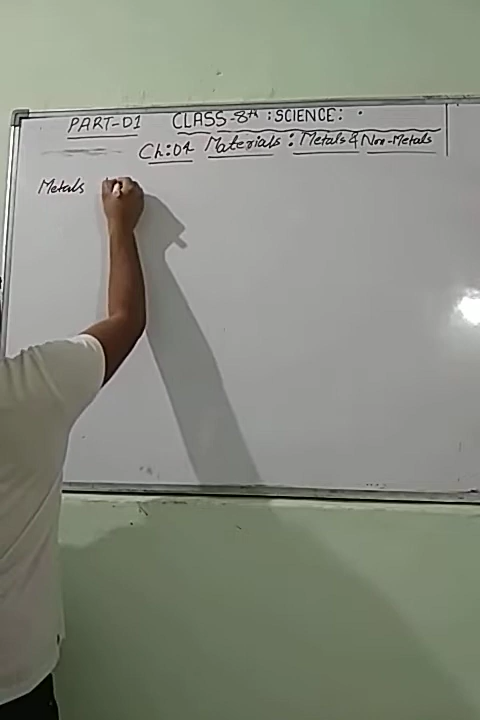 PART-01 CLASS-8th : SCIENCE:
Ch:04 Materials : Metals & Non-Metals
Metals